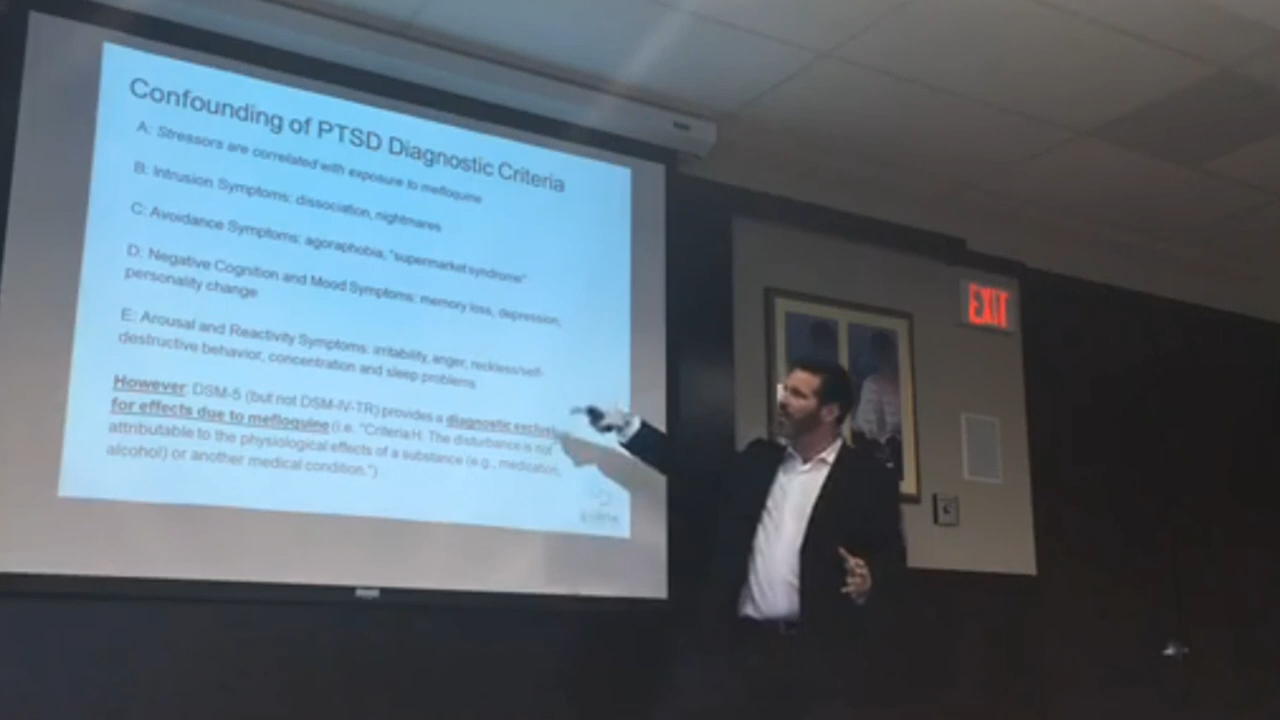 Confounding of PTSD Diagnostic Criteria
A: Stressors are correlated with exposure to mefloquine
B: Intrusion Symptoms: dissociation, nightmares
C: Avoidance Symptoms: agoraphobia, "supermarket syndrome"
D: Negative Cognition and Mood Symptoms: memory loss, depression,
personality change
E: Arousal and Reactivity Symptoms: irritability, anger, reckless/self-
destructive behavior, concentration and sleep problems
However: DSM-5 (but not DSM-IV-TR) provides a diagnostic
for effects due to mefloquine (i.e. "Criteria H. The disturbance is not
attributable to the physiological effects of a substance (e.g., medication,
alcohol) or another medical condition.")
EXIT